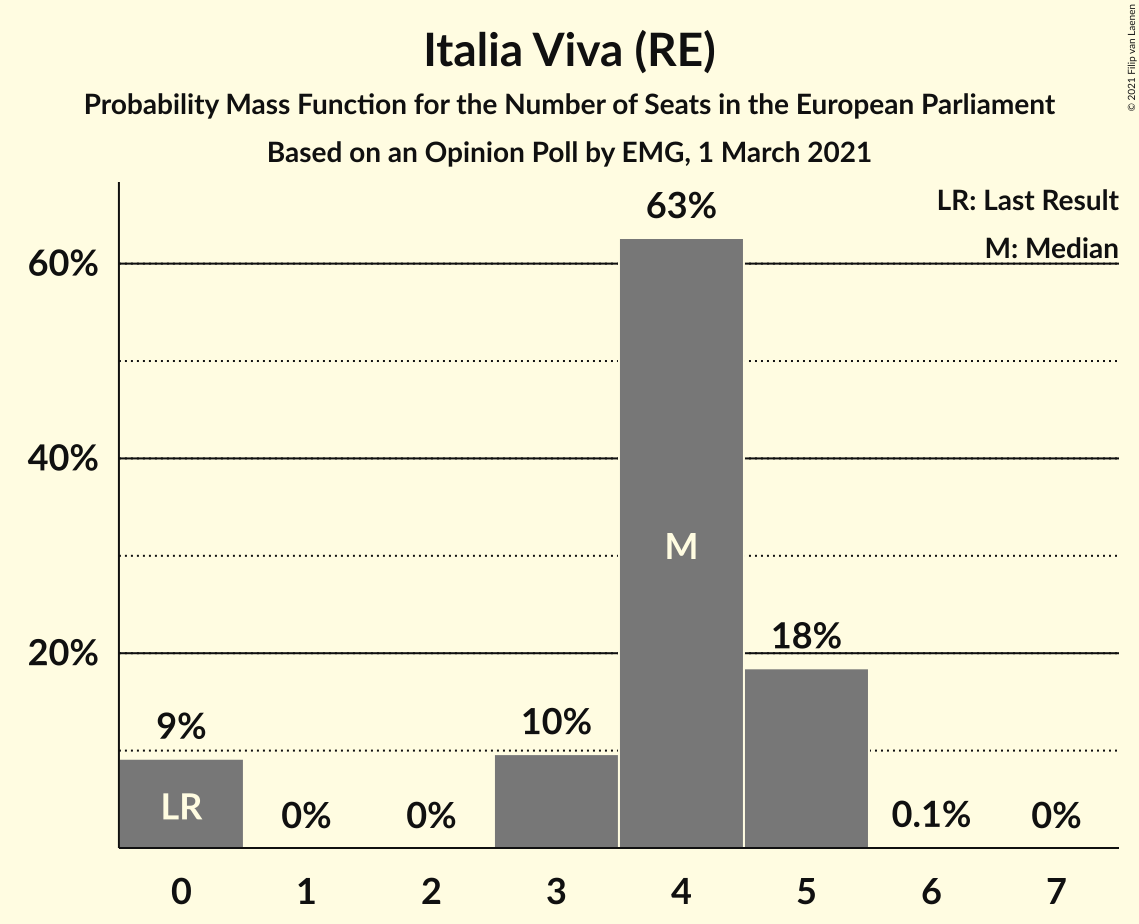 Italia Viva (RE)
Probability Mass Function for the Number of Seats in the European Parliament
Based on an Opinion Poll by EMG, 1 March 2021
© 2021 Filip van Laenen
LR: Last Result
M: Median
63%
60%
40%
M
20%
18%
9%
10%
LR
0%
0%
0.1%
0%
0 1 2 3 4 5 6 7